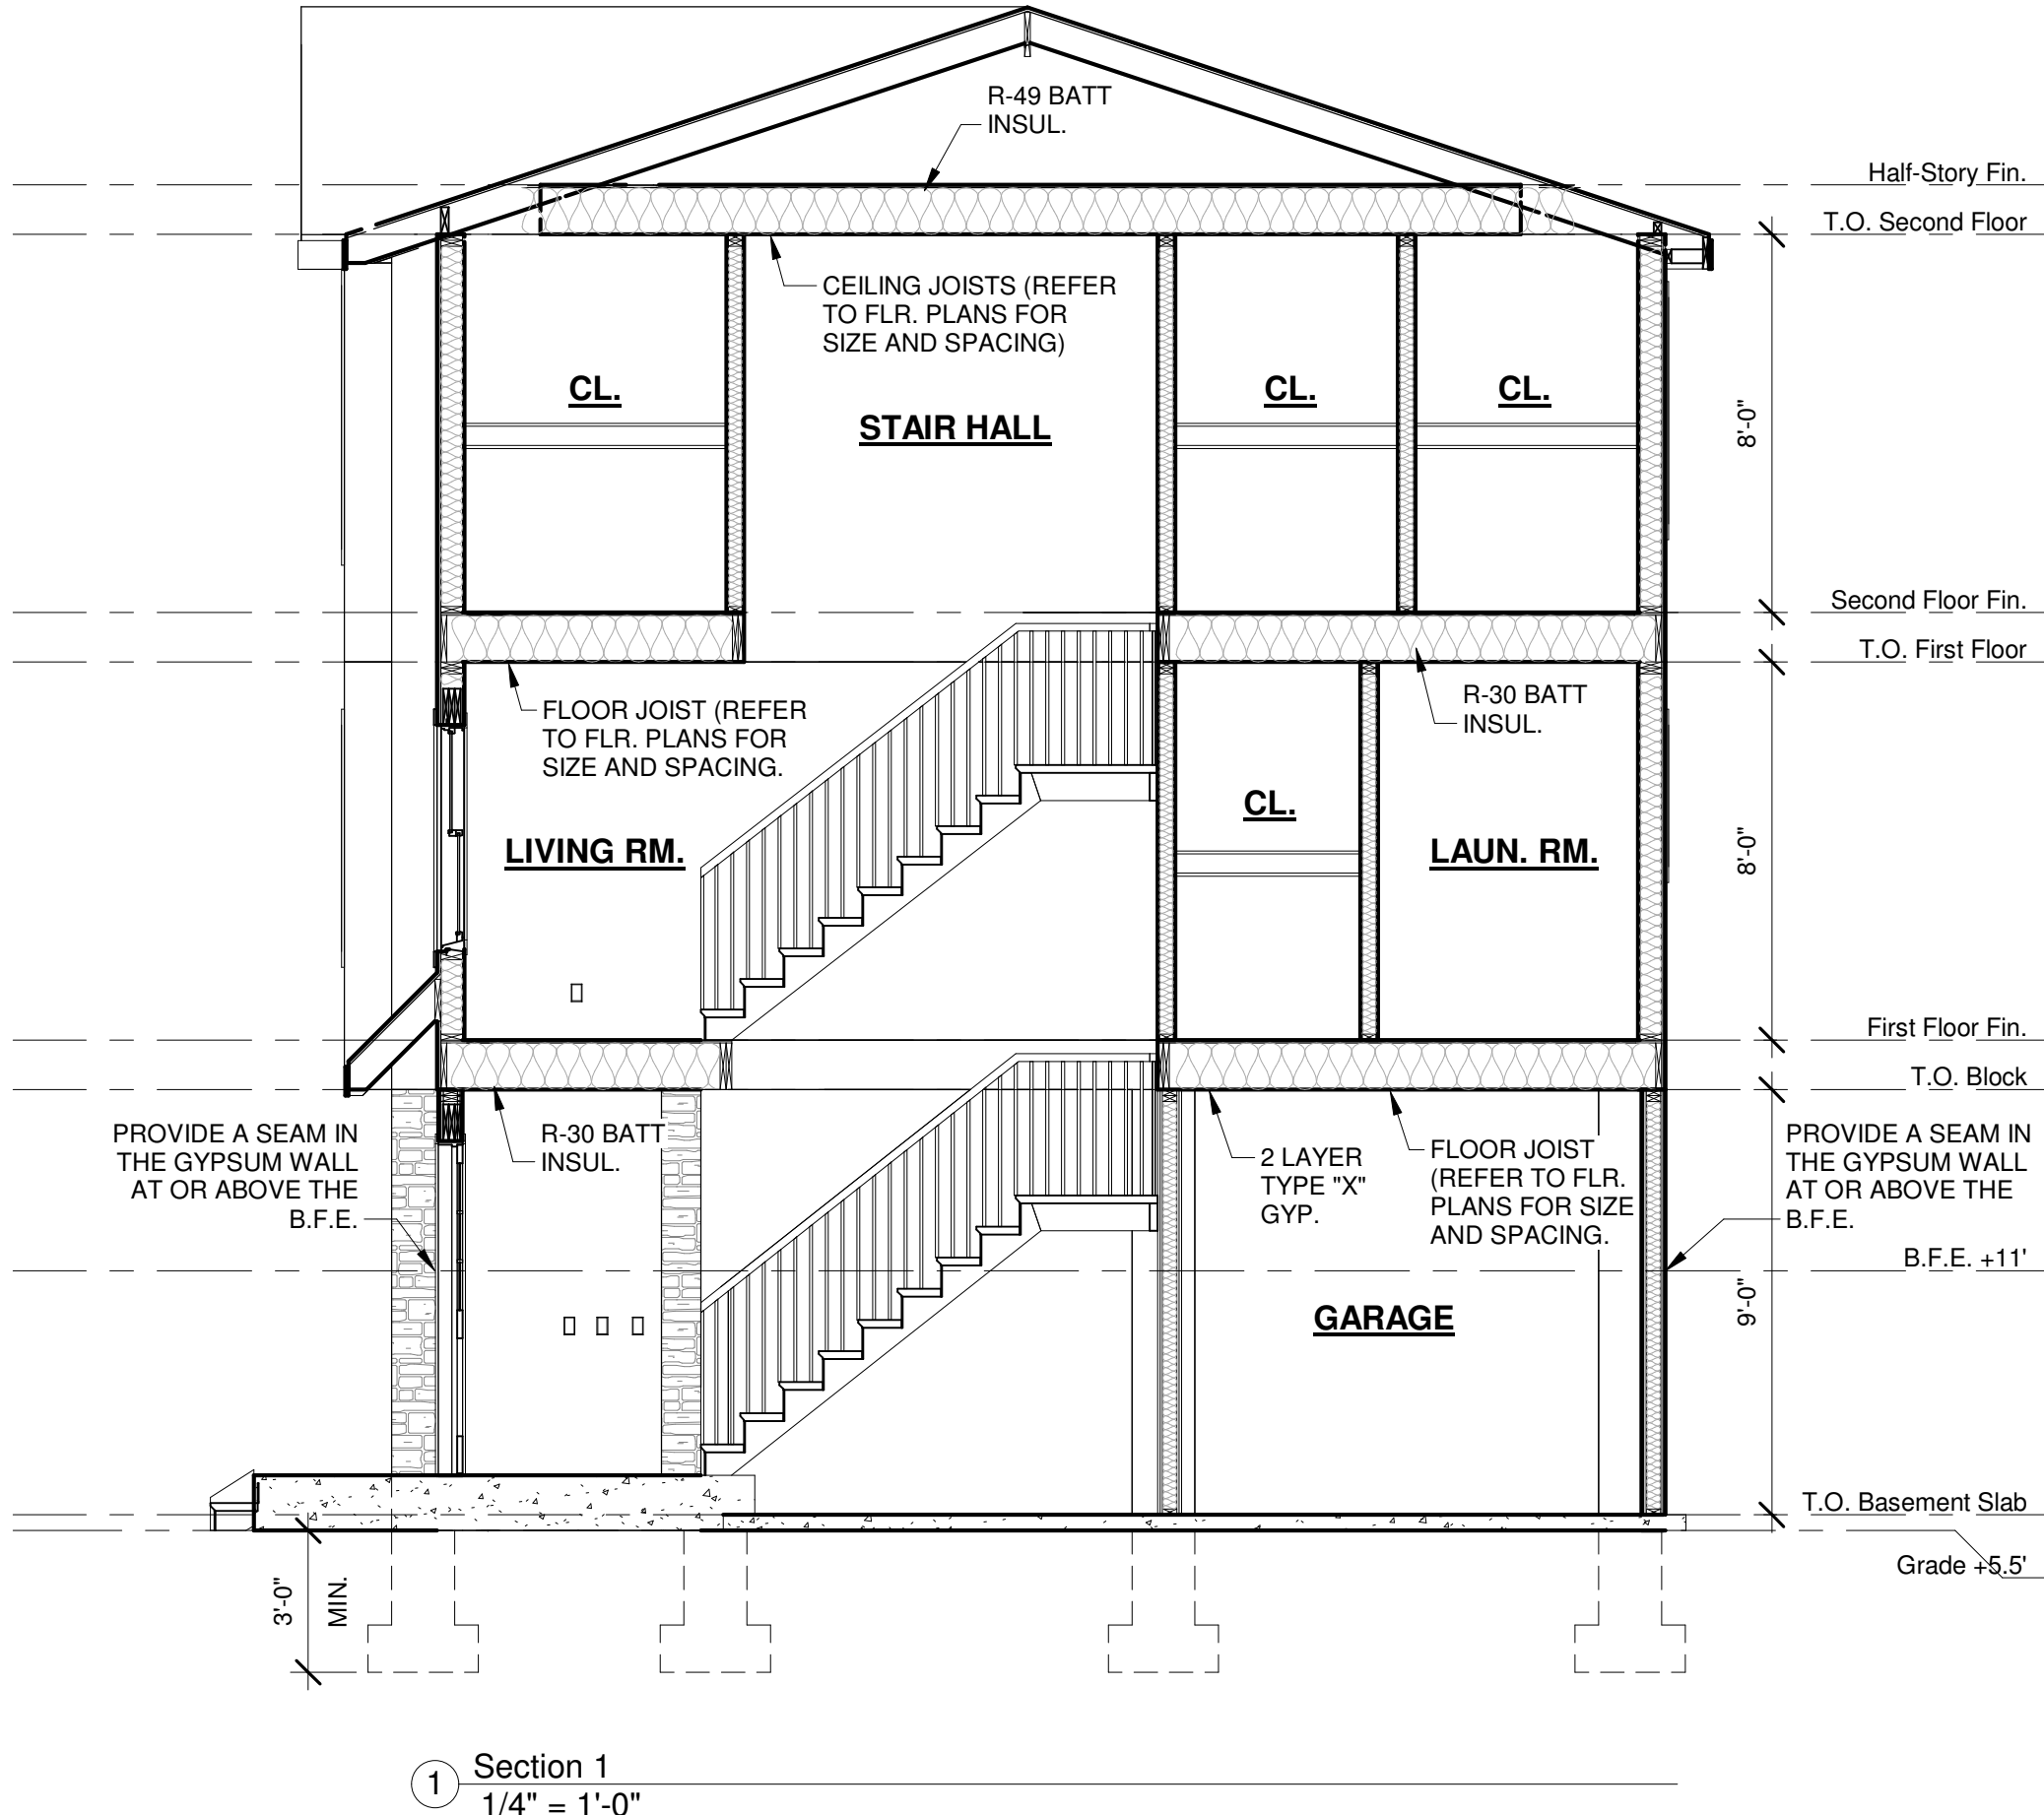 R-49 BATT
INSUL.
Half-Story Fin.
T.O. Second Floor
CEILING JOISTS (REFER
TO FLR. PLANS FOR
SIZE AND SPACING)
CL.
STAIR HALL
CL.
CL.
8'-0"
Second Floor Fin.
T.O. First Floor
FLOOR JOIST (REFER
TO FLR. PLANS FOR
SIZE AND SPACING.
R-30 BATT
INSUL.
LIVING RM.
CL.
LAUN. RM.
8'-0"
First Floor Fin.
T.O. Block
PROVIDE A SEAM IN
THE GYPSUM WALL
AT OR ABOVE THE
B.F.E.
R-30 BATT
INSUL.
2 LAYER
TYPE "X"
GYP.
FLOOR JOIST
(REFER TO FLR.
PLANS FOR SIZE
AND SPACING.
PROVIDE A SEAM IN
THE GYPSUM WALL
AT OR ABOVE THE
B.F.E.
B.F.E. +11'
GARAGE
9'-0"
T.O. Basement Slab
Grade +5.5'
3'-0"
MIN.
1
Section 1
1/4" = 1'-0"